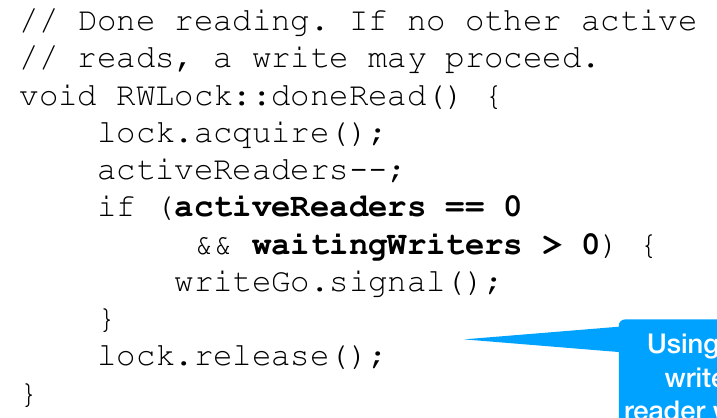 // Done reading. If no other active
// reads, a write may proceed.
void RWLock::doneRead() {
lock.acquire();
activeReaders--;
if (activeReaders == 0
&& waitingWriters > 0) {
writeGo.signal();
}
lock.release();
}
Using
write
reader